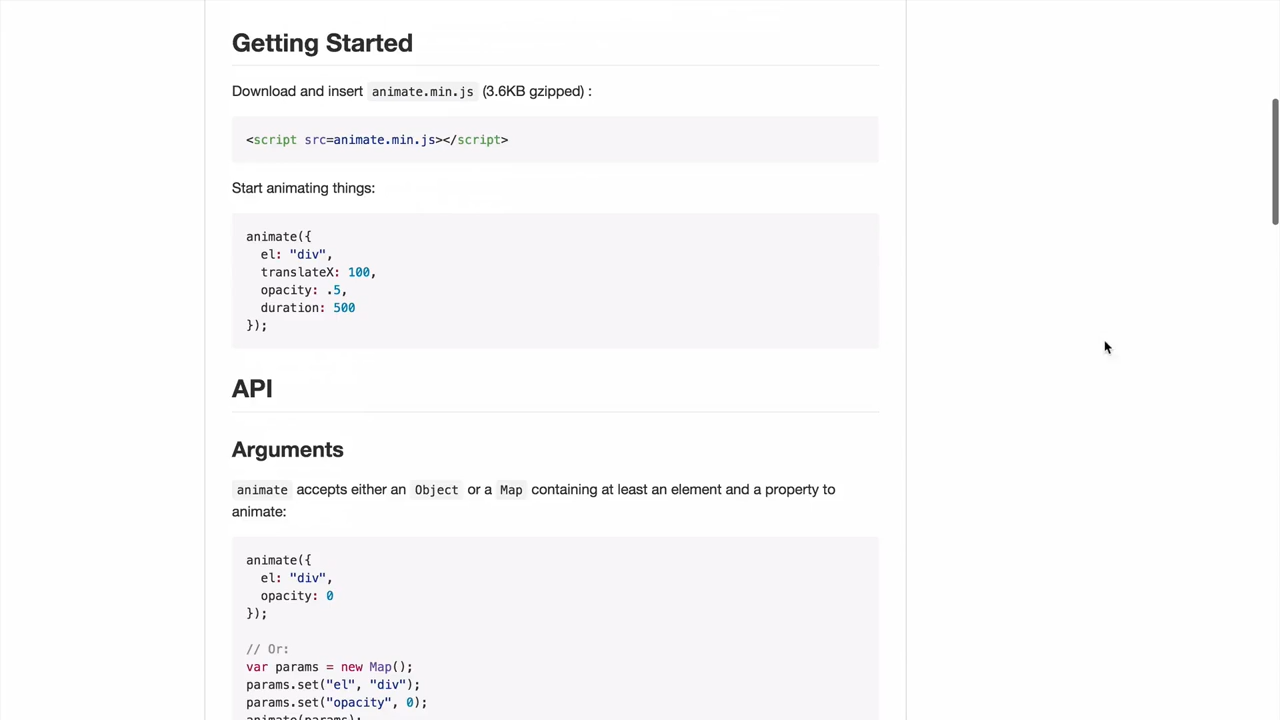 Getting Started
Download and insert animate.min.js (3.6KB gzipped) :
<script src=animate.min.js></script>
Start animating things:
animate({
  el: "div",
  translateX: 100,
  opacity: .5,
  duration: 500
});
API
Arguments
animate accepts either an Object or a Map containing at least an element and a property to
animate:
animate({
  el: "div",
  opacity: 0
});
// Or:
var params = new Map();
params.set("el", "div");
params.set("opacity", 0);
animate(params);